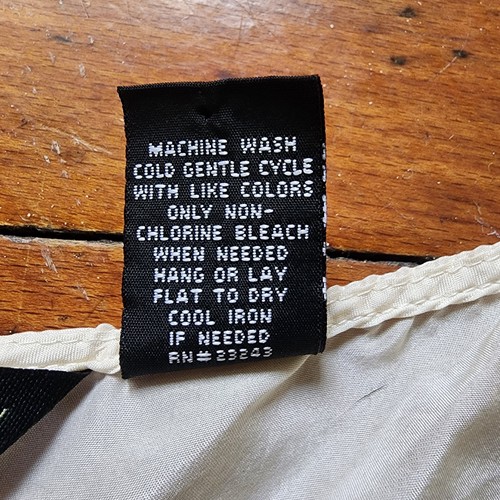 MACHINE WASH
COLD GENTLE CYCLE
WITH LIKE COLORS
ONLY NON-
CHLORINE BLEACH
WHEN NEEDED
HANG OR LAY
FLAT TO DRY
COOL IRON
IF NEEDED
RN#33243